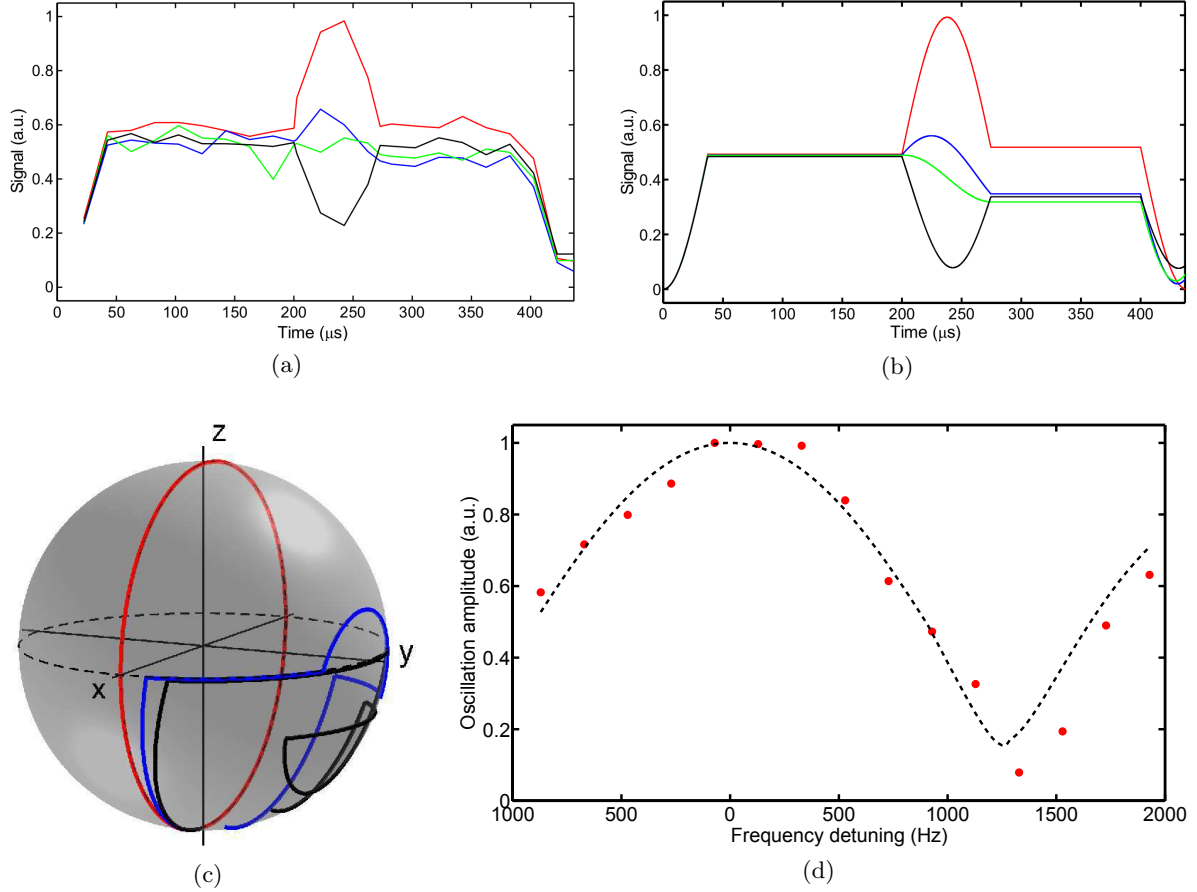 1
0.8
0.6
0.4
0.2
0
Signal (a.u.)
0 50 100 150 200 250 300 350 400
Time (μs)
(a)
1
0.8
0.6
0.4
0.2
0
Signal (a.u.)
0 50 100 150 200 250 300 350 400
Time (μs)
(b)
z
y
x
(c)
1
0.8
0.6
0.4
0.2
0
Oscillation amplitude (a.u.)
1000 500 0 500 1000 1500 2000
Frequency detuning (Hz)
(d)